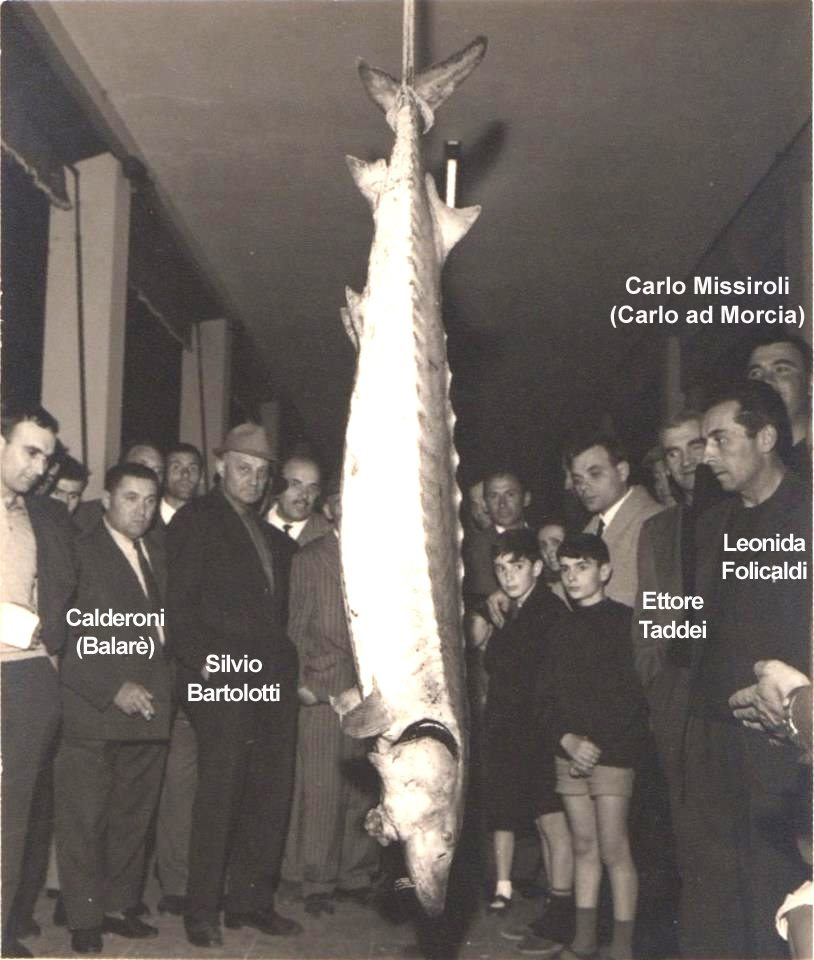 Carlo Missiroli
(Carlo ad Morcia)
Leonida
Folicaldi
Ettore
Taddei
Calderoni
(Balarè)
Silvio
Bartolotti